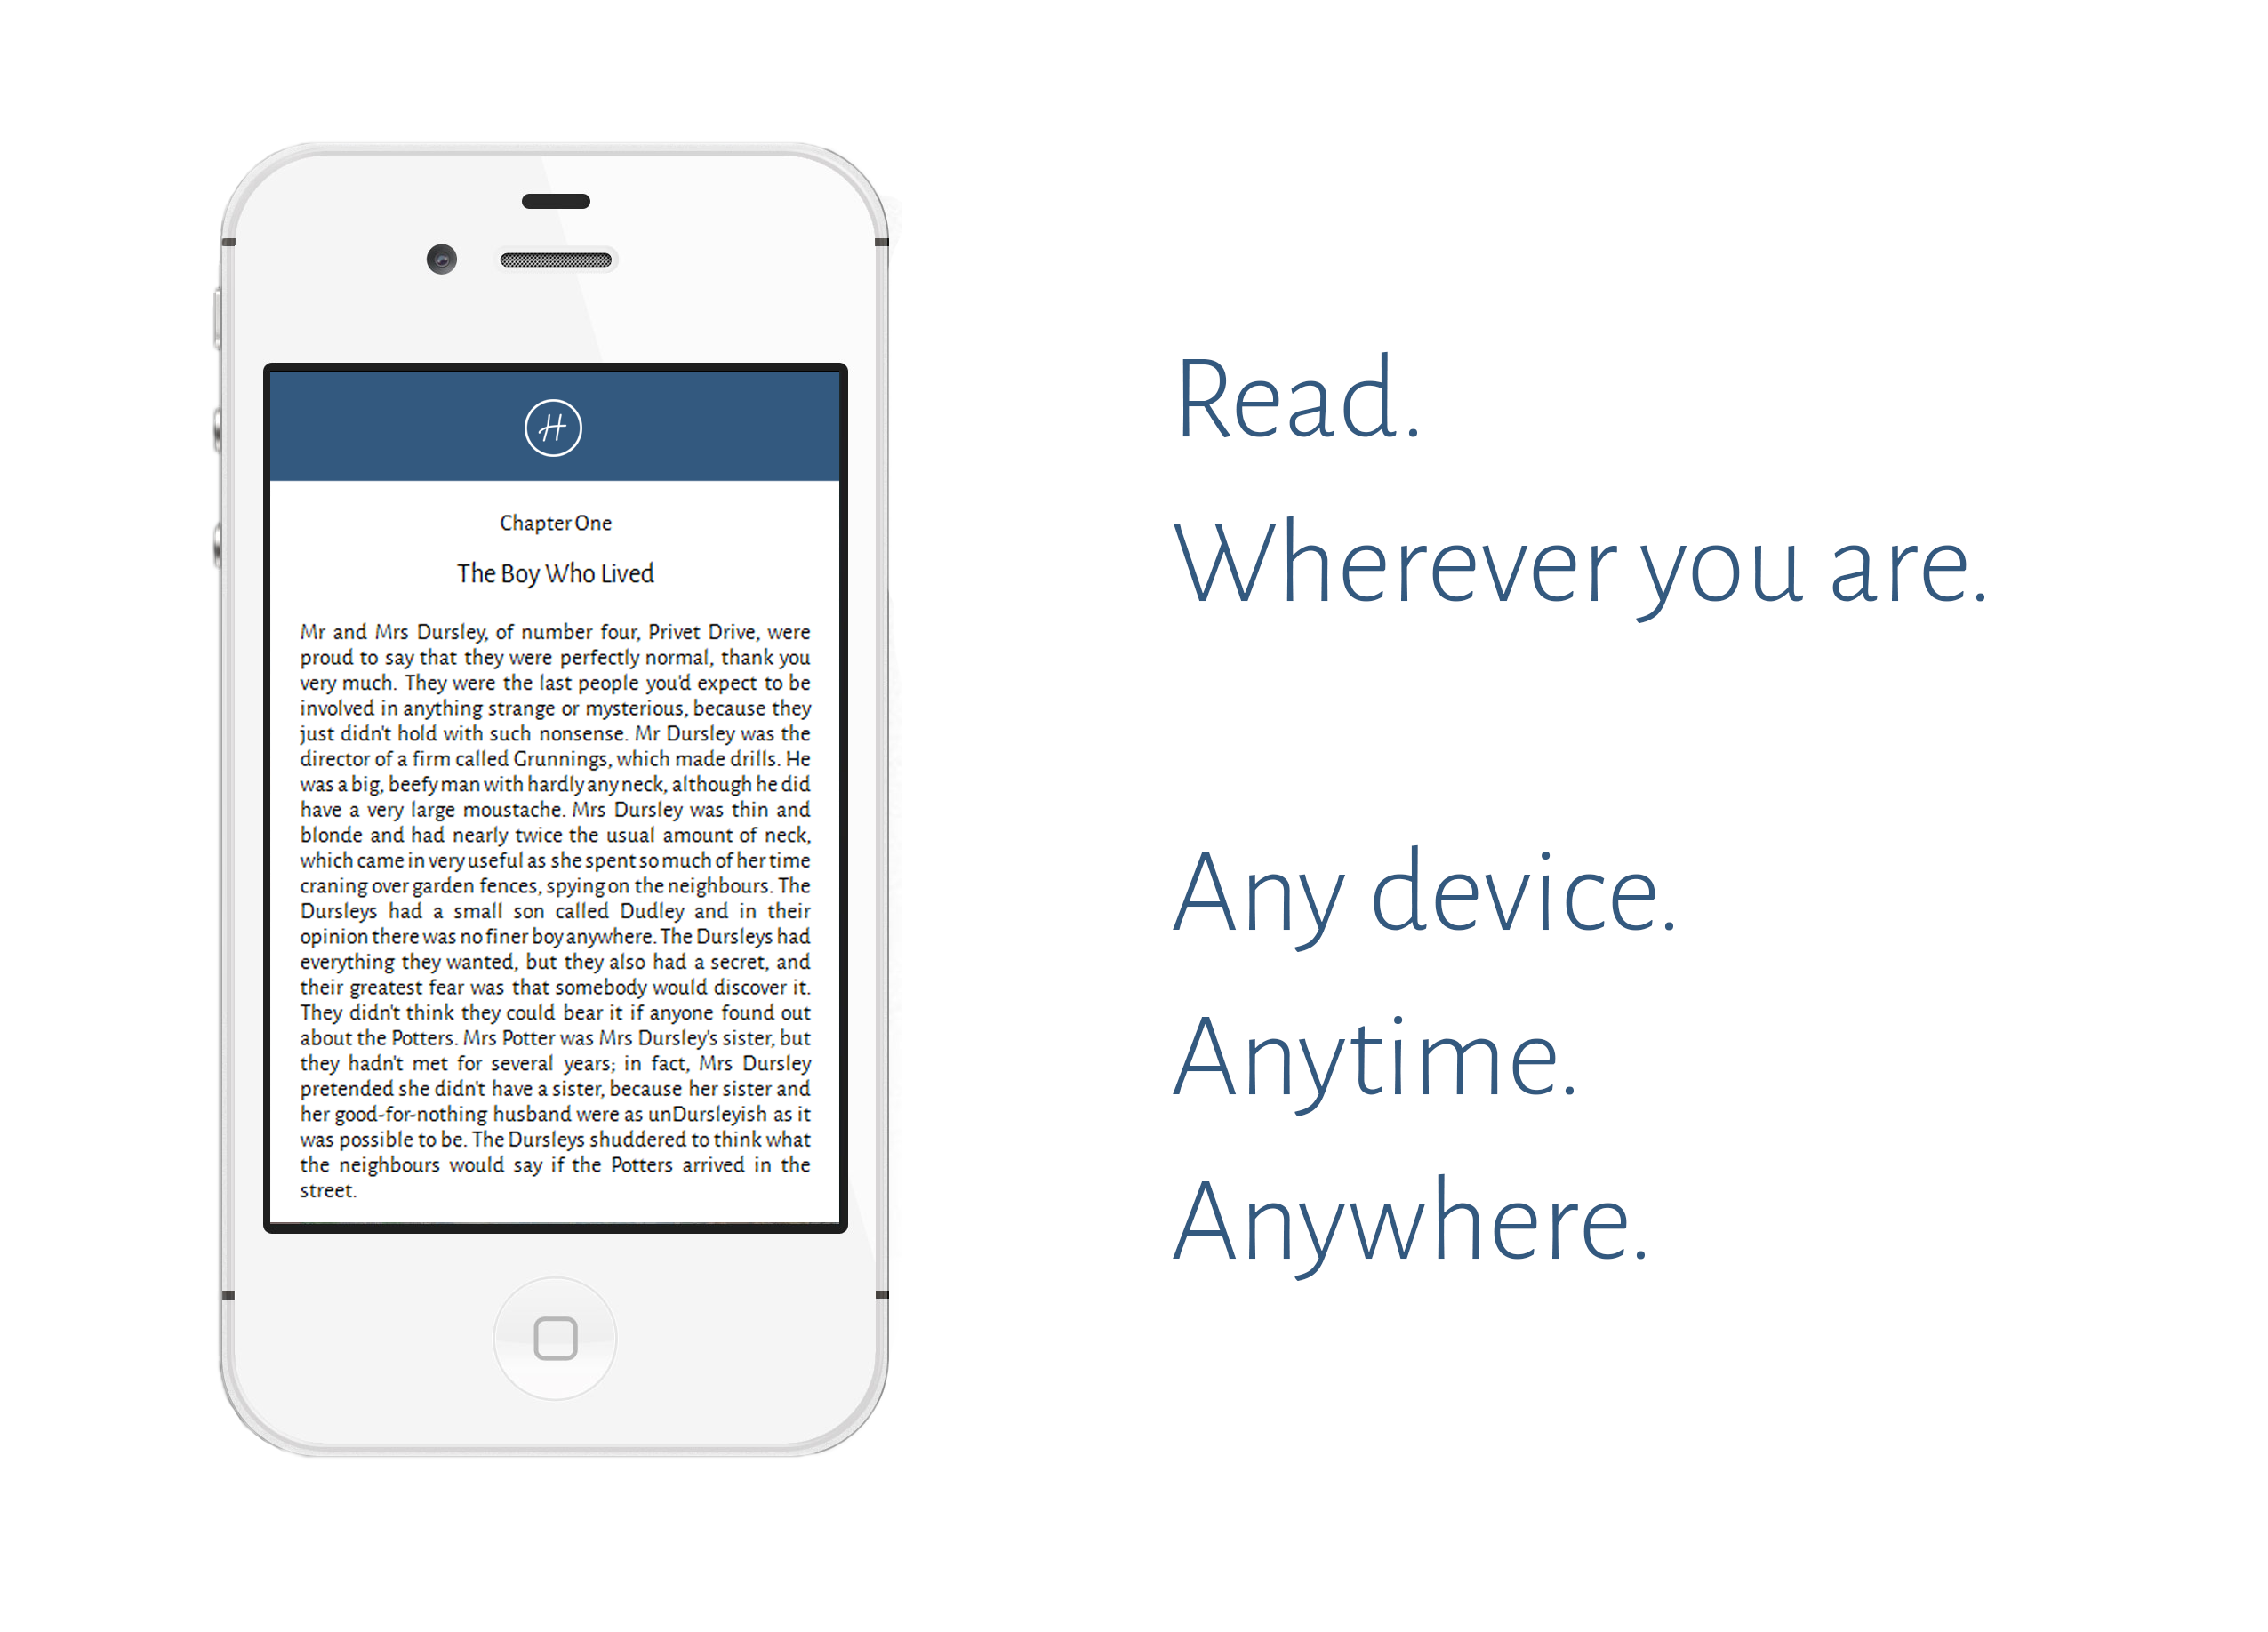 H
Chapter One
The Boy Who Lived
Mr and Mrs Dursley, of number four, Privet Drive, were
proud to say that they were perfectly normal, thank you
very much. They were the last people you'd expect to be
involved in anything strange or mysterious, because they
just didn't hold with such nonsense. Mr Dursley was the
director of a firm called Grunnings, which made drills. He
was a big, beefy man with hardly any neck, although he did
have a very large moustache. Mrs Dursley was thin and
blonde and had nearly twice the usual amount of neck,
which came in very useful as she spent so much of her time
craning over garden fences, spying on the neighbours. The
Dursleys had a small son called Dudley and in their
opinion there was no finer boy anywhere. The Dursleys had
everything they wanted, but they also had a secret, and
their greatest fear was that somebody would discover it.
They didn't think they could bear it if anyone found out
about the Potters. Mrs Potter was Mrs Dursley's sister, but
they hadn't met for several years; in fact, Mrs Dursley
pretended she didn't have a sister, because her sister and
her good-for-nothing husband were as unDursleyish as it
was possible to be. The Dursleys shuddered to think what
the neighbours would say if the Potters arrived in the
street.
Read.
Wherever you are.
Any device.
Anytime.
Anywhere.